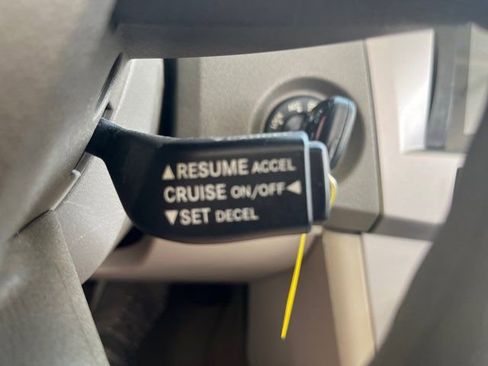 ▲RESUME ACCEL
CRUISE ON/OFF◀
▼SET DECEL